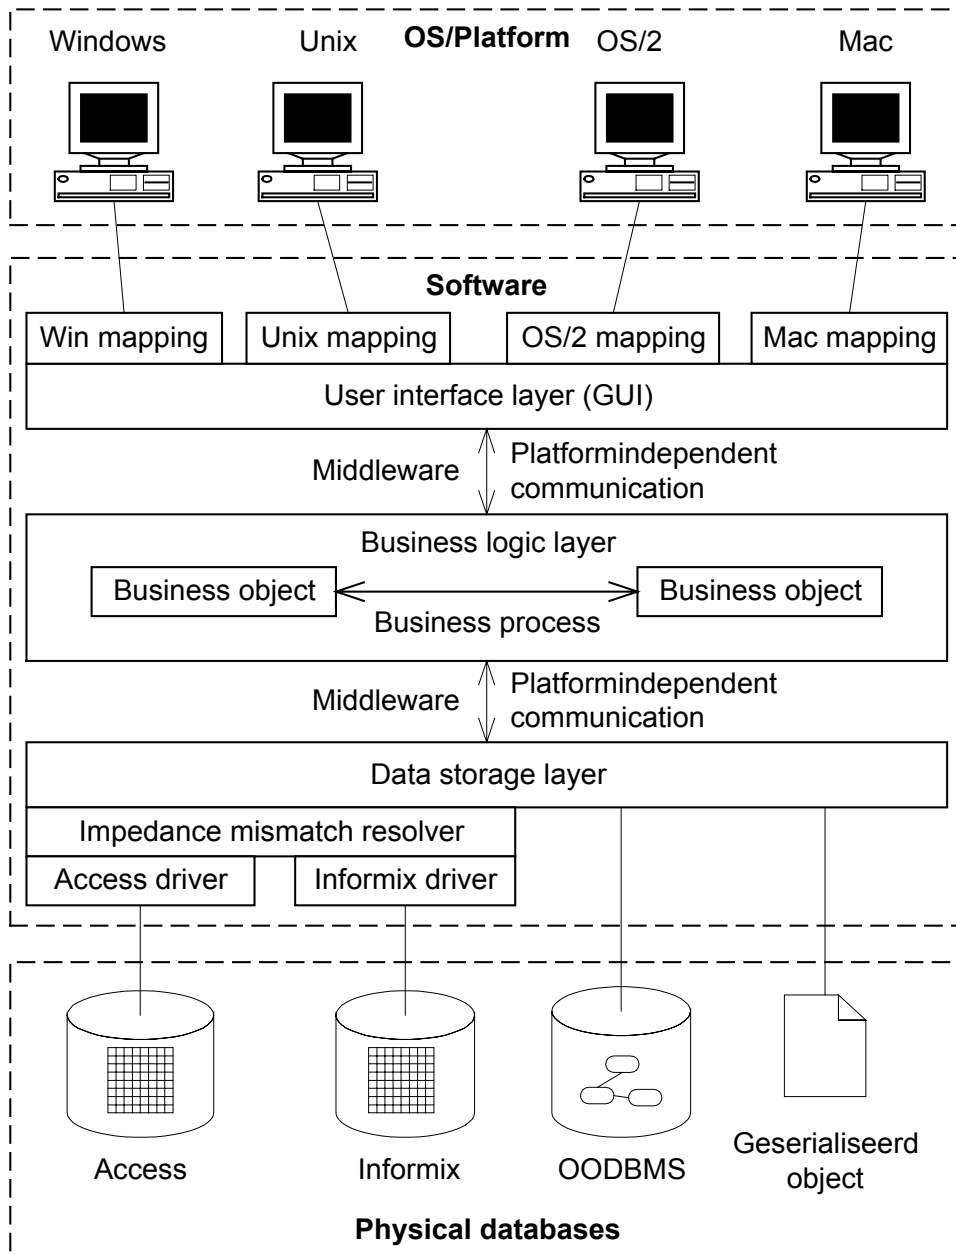 OS/Platform
Windows
Unix
OS/2
Mac
Software
Win mapping
Unix mapping
OS/2 mapping
Mac mapping
User interface layer (GUI)
Middleware
Platformindependent
communication
Business logic layer
Business object
Business object
Business process
Middleware
Platformindependent
communication
Data storage layer
Impedance mismatch resolver
Access driver
Informix driver
Access
Informix
OODBMS
Geserialiseerd
object
Physical databases